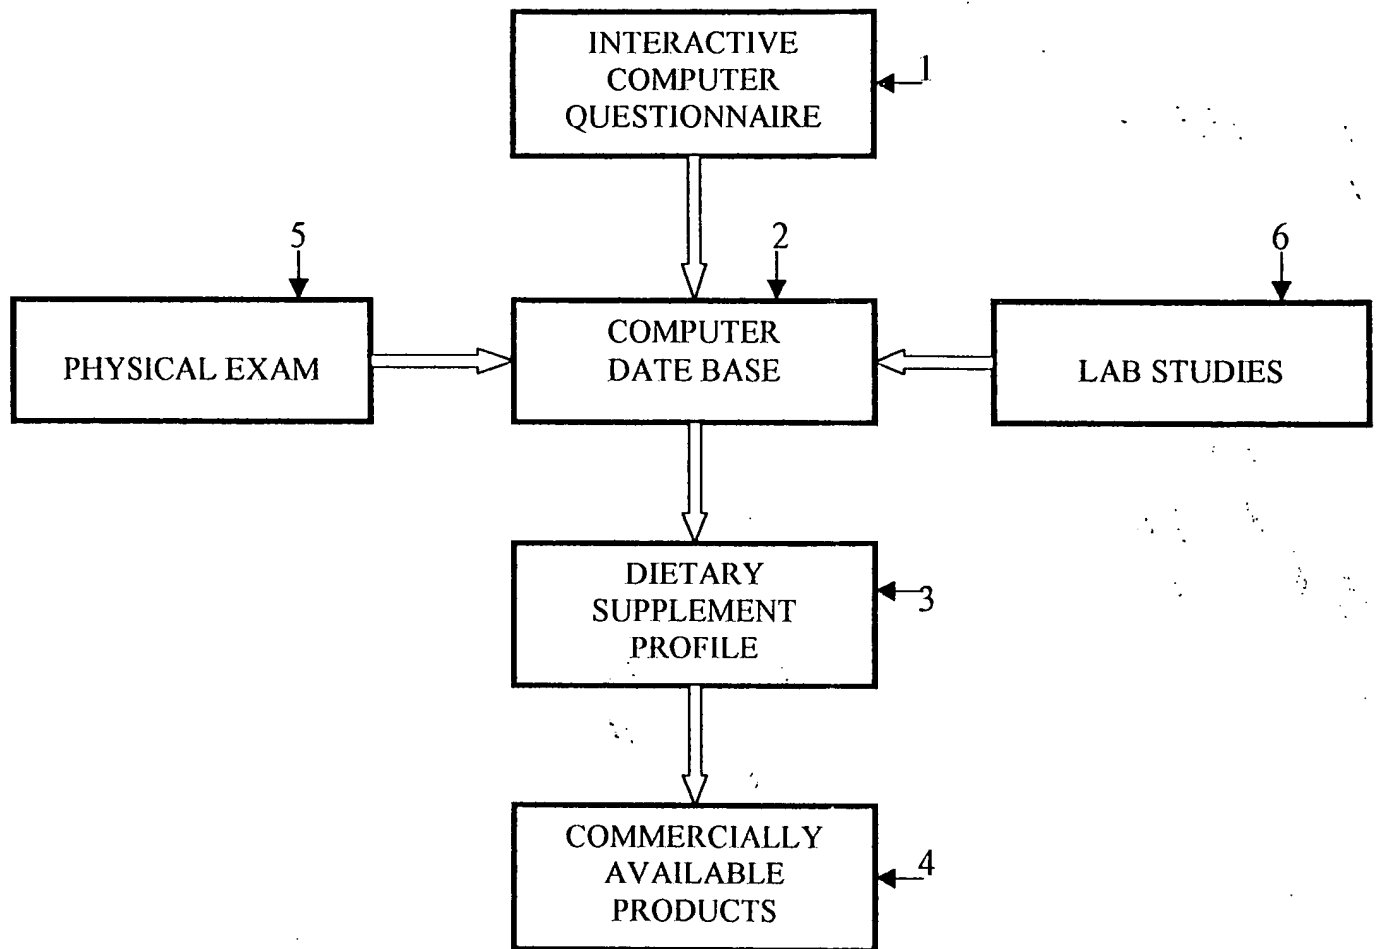 INTERACTIVE
COMPUTER
QUESTIONNAIRE
1
5
2
6
PHYSICAL EXAM
COMPUTER
DATE BASE
LAB STUDIES
DIETARY
SUPPLEMENT
PROFILE
3
COMMERCIALLY
AVAILABLE
PRODUCTS
4